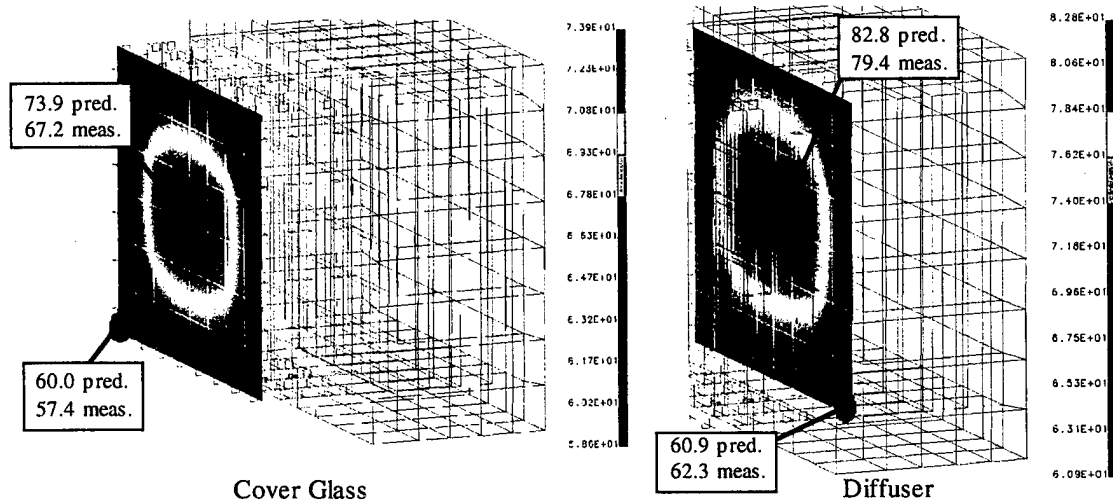 73.9 pred.
67.2 meas.
60.0 pred.
57.4 meas.
7.39E+01
7.23E+01
7.08E+01
6.93E+01
6.78E+01
6.63E+01
6.47E+01
6.32E+01
6.17E+01
6.02E+01
5.86E+01
Cover Glass
82.8 pred.
79.4 meas.
60.9 pred.
62.3 meas.
8.28E+01
8.06E+01
7.84E+01
7.62E+01
7.40E+01
7.18E+01
6.96E+01
6.75E+01
6.53E+01
6.31E+01
6.09E+01
Diffuser